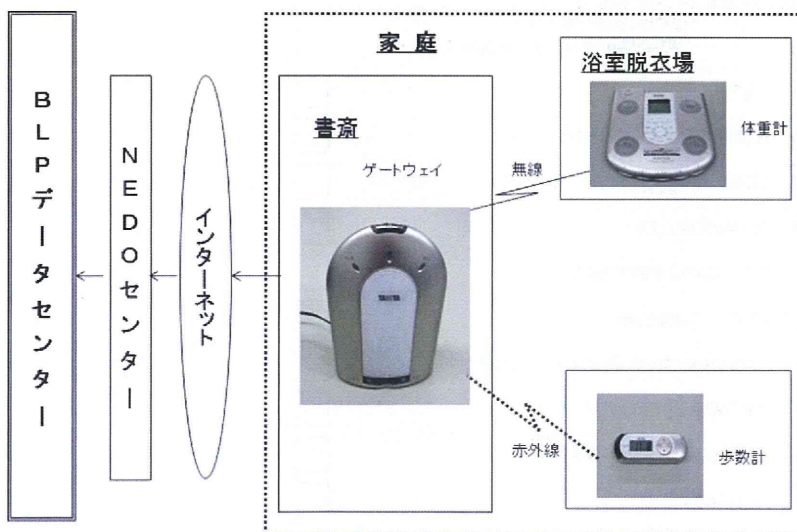 BLPデータセンター
NEDOセンター
インターネット
家 庭
書斎
ゲートウェイ
無線
浴室脱衣場
体重計
TANITA
赤外線
歩数計